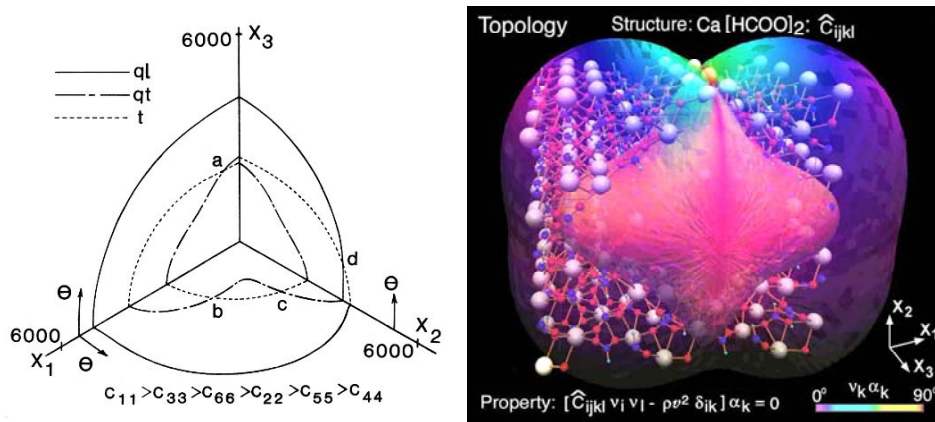 6000 X₃
ql
qt
t
a
d
Θ
b
c
6000
X₁
Θ
Θ
6000
X₂
C₁₁>C₃₃>C₆₆>C₂₂>C₅₅>C₄₄
Topology
Structure: Ca [HCOO]₂: Ĉijkl
X₂
X₁
X₃
Property: [Ĉijkl νi νl - ρv² δik] αk = 0
νk αk
0° 90°